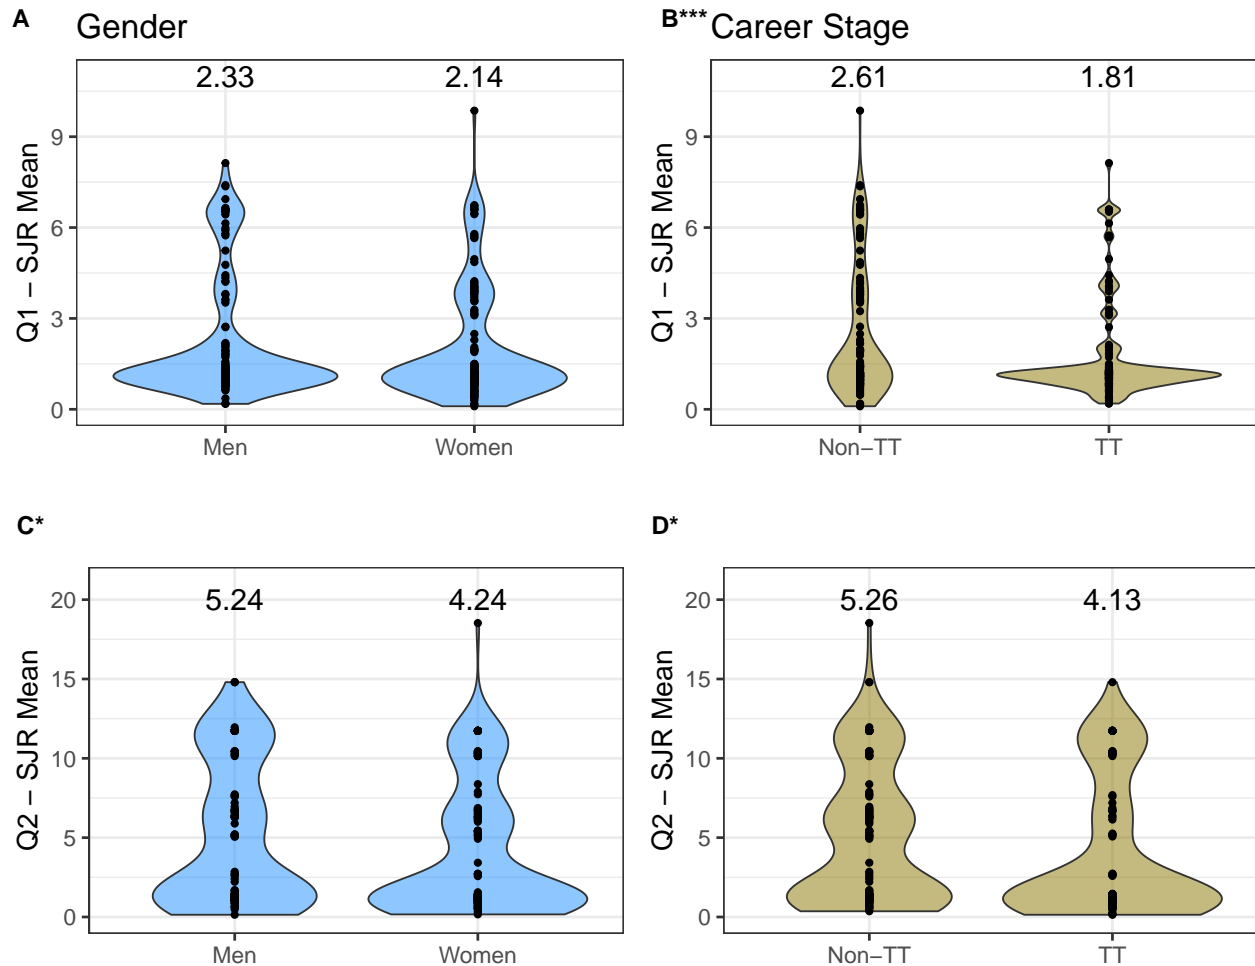 A Gender
2.33 2.14
9
6
3
0
Q1 – SJR Mean
Men Women
B*** Career Stage
2.61 1.81
9
6
3
0
Q1 – SJR Mean
Non–TT TT
C*
5.24 4.24
20
15
10
5
0
Q2 – SJR Mean
Men Women
D*
5.26 4.13
20
15
10
5
0
Q2 – SJR Mean
Non–TT TT